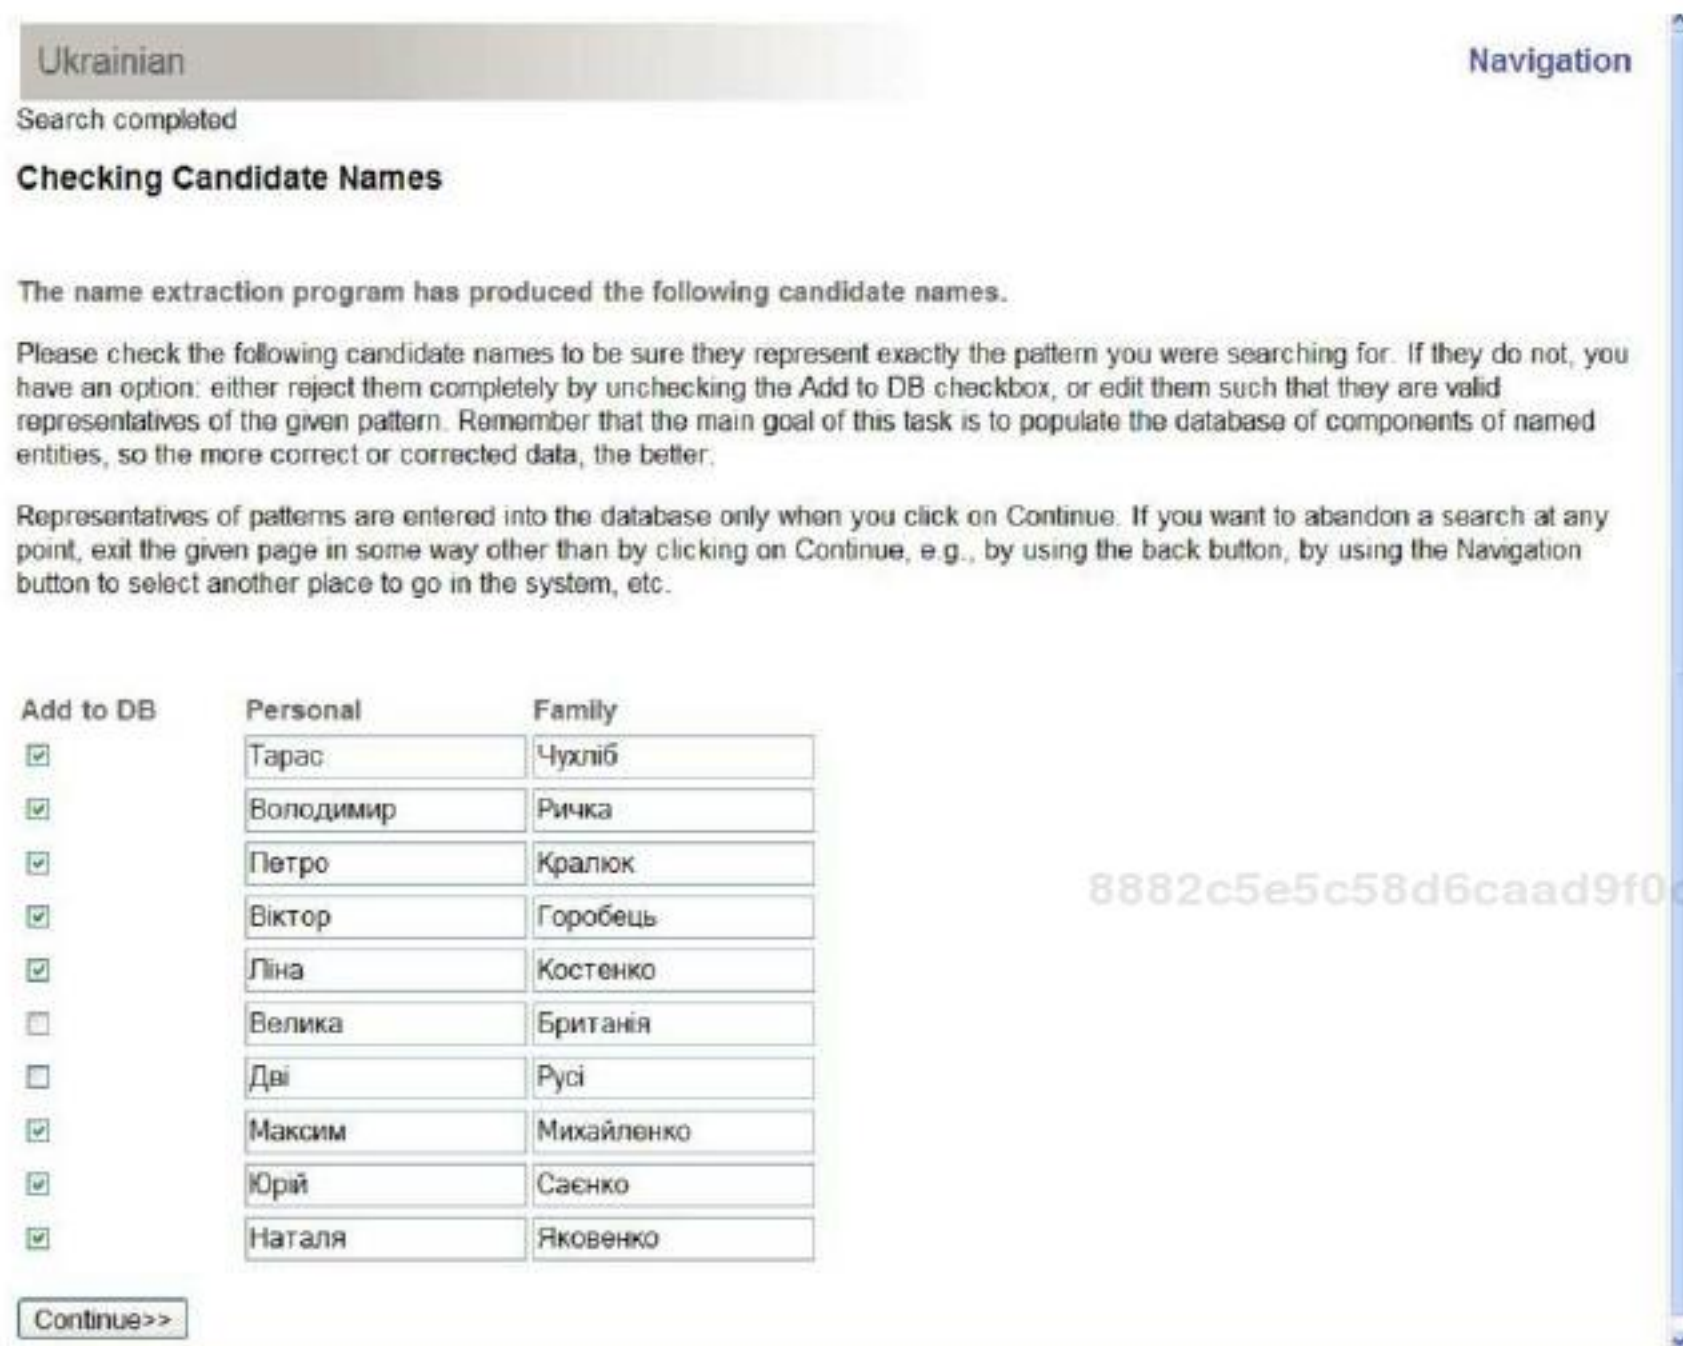 Ukrainian
Navigation
Search completed
Checking Candidate Names
The name extraction program has produced the following candidate names.
Please check the following candidate names to be sure they represent exactly the pattern you were searching for. If they do not, you
have an option: either reject them completely by unchecking the Add to DB checkbox, or edit them such that they are valid
representatives of the given pattern. Remember that the main goal of this task is to populate the database of components of named
entities, so the more correct or corrected data, the better.
Representatives of patterns are entered into the database only when you click on Continue. If you want to abandon a search at any
point, exit the given page in some way other than by clicking on Continue, e.g., by using the back button, by using the Navigation
button to select another place to go in the system, etc.
Add to DB Personal Family
Тарас Чухліб
Володимир Ричка
Петро Кралюк
Віктор Горобець
Ліна Костенко
Велика Британія
Дві Русі
Максим Михайленко
Юрій Саєнко
Наталя Яковенко
8882c5e5c58d6caad9f0
Continue>>